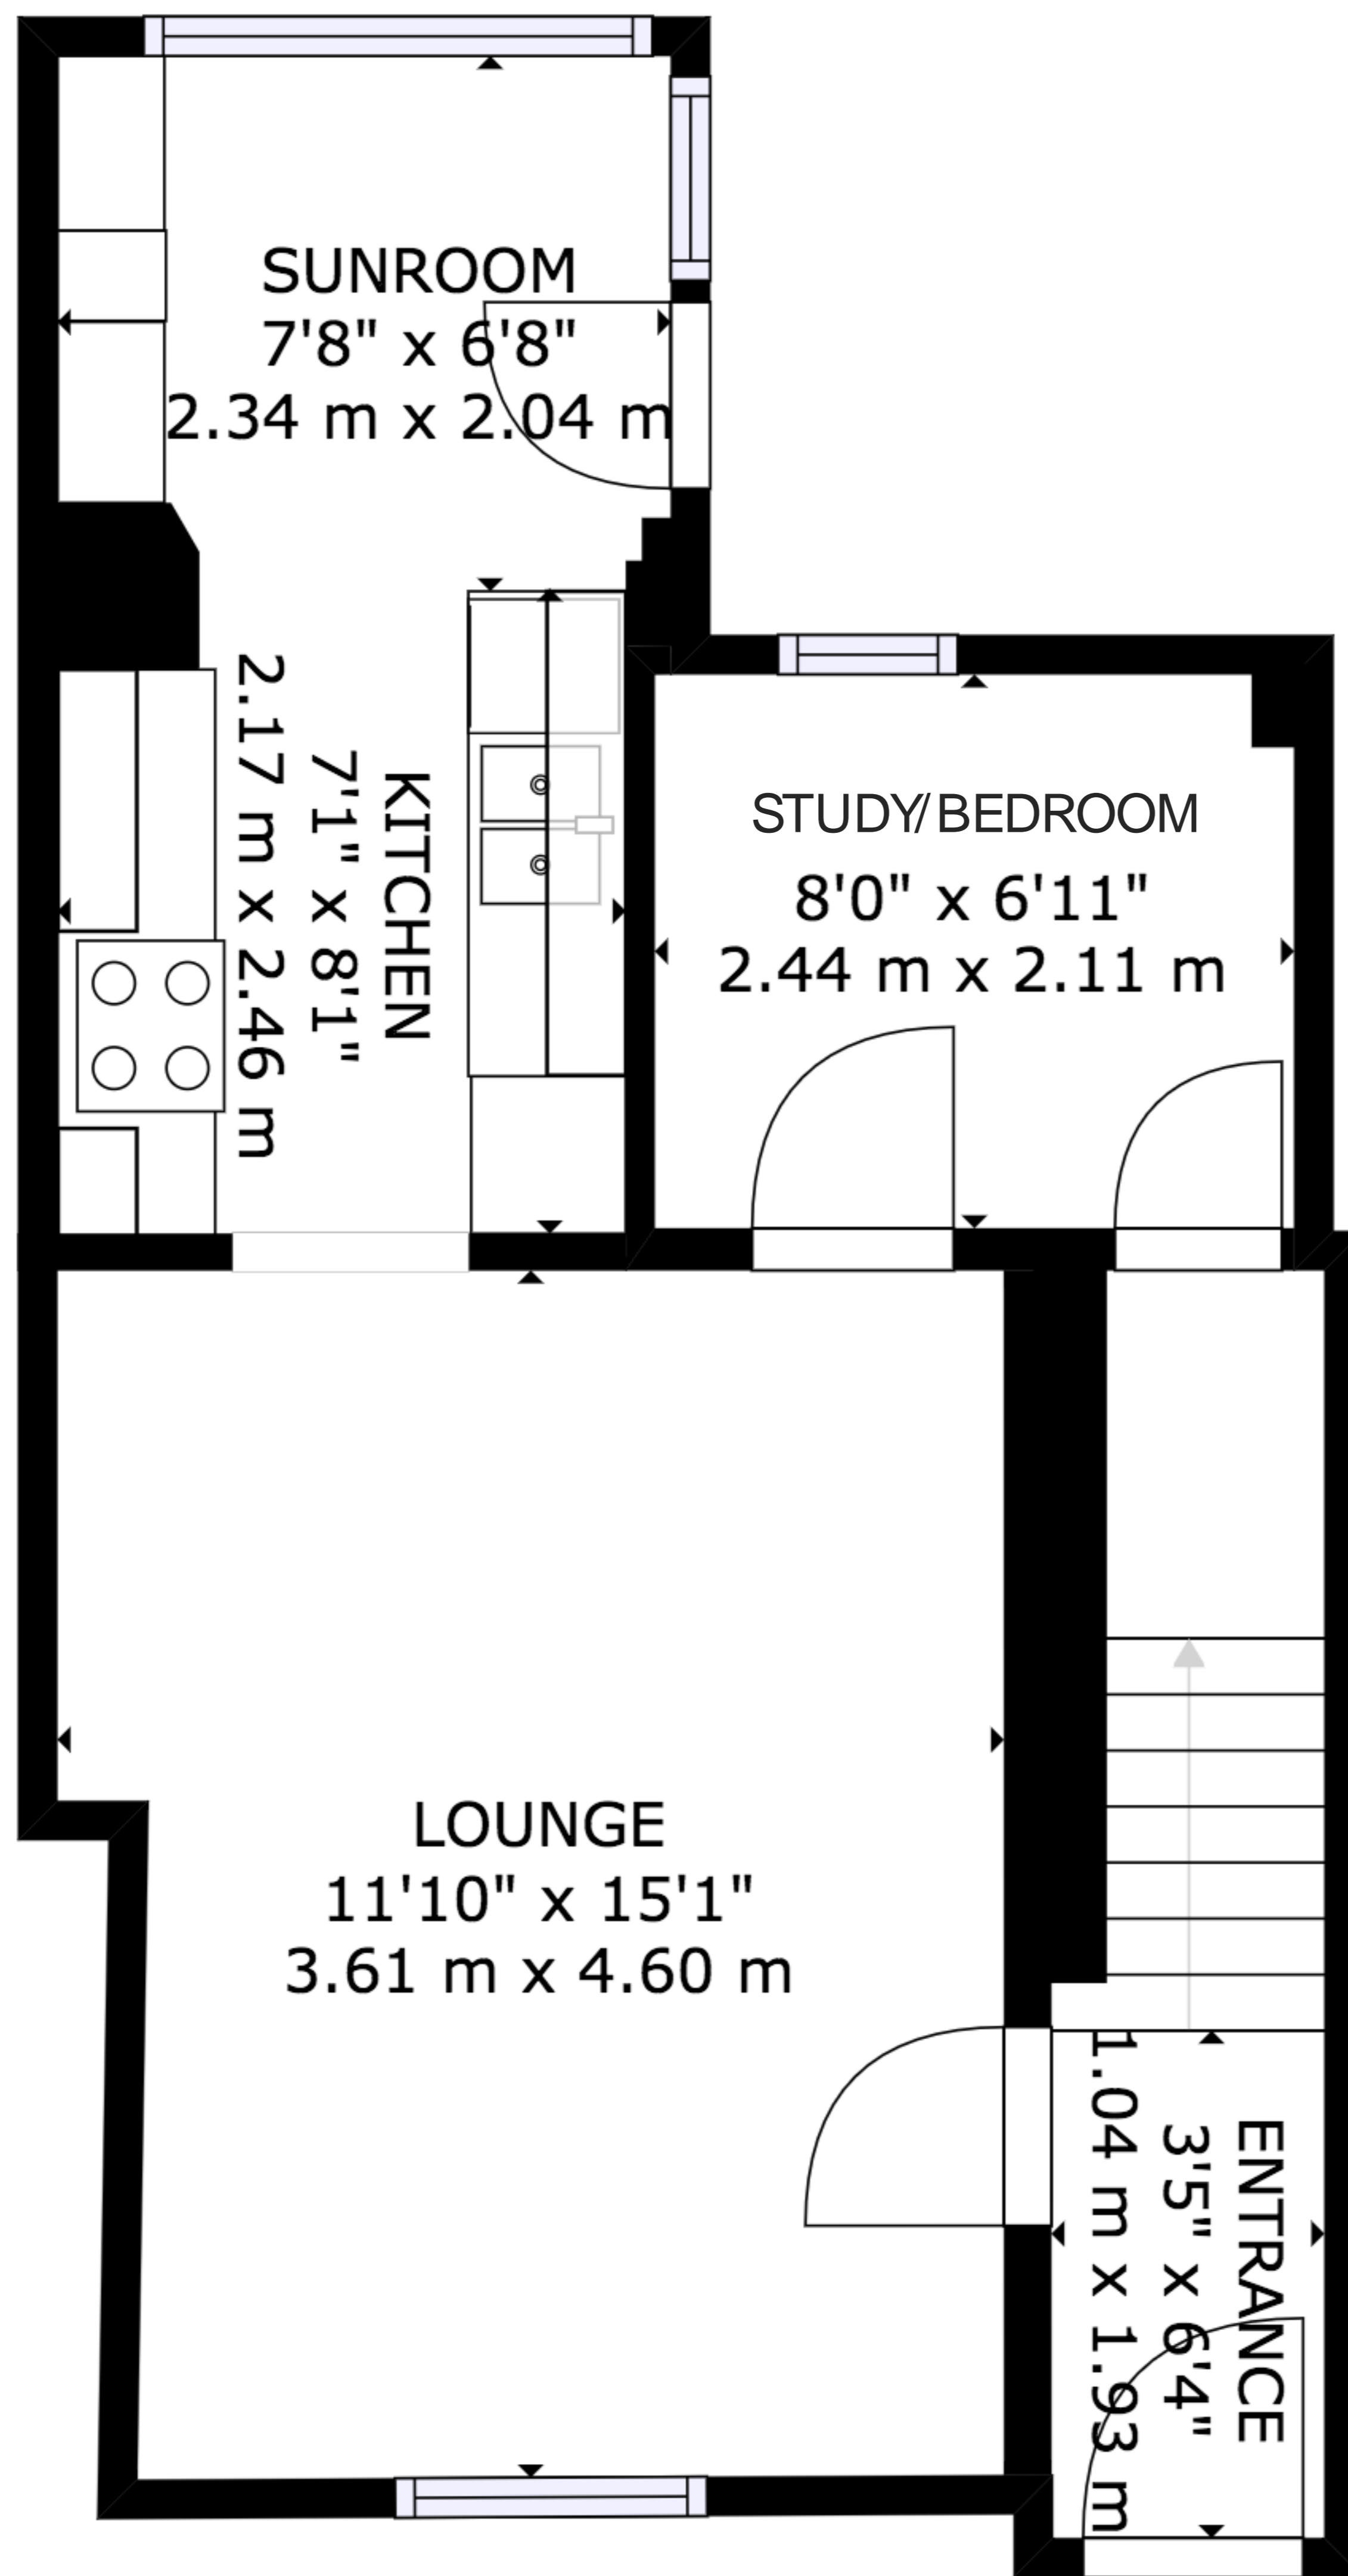 SUNROOM
7'8" x 6'8"
2.34 m x 2.04 m
KITCHEN
7'1" x 8'1"
2.17 m x 2.46 m
STUDY/BEDROOM
8'0" x 6'11"
2.44 m x 2.11 m
LOUNGE
11'10" x 15'1"
3.61 m x 4.60 m
ENTRANCE
3'5" x 6'4"
1.04 m x 1.93 m